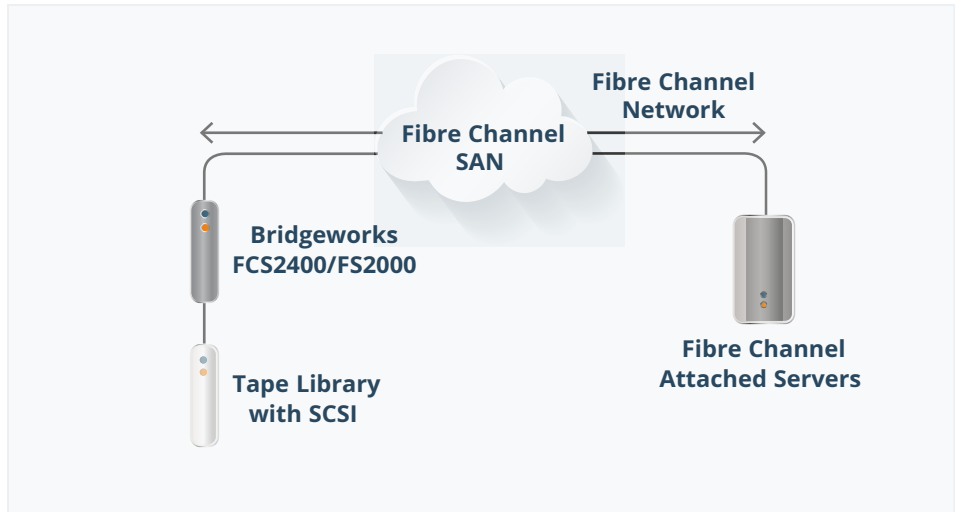 Fibre Channel
Network
Fibre Channel
SAN
Bridgeworks
FCS2400/FS2000
Fibre Channel
Attached Servers
Tape Library
with SCSI